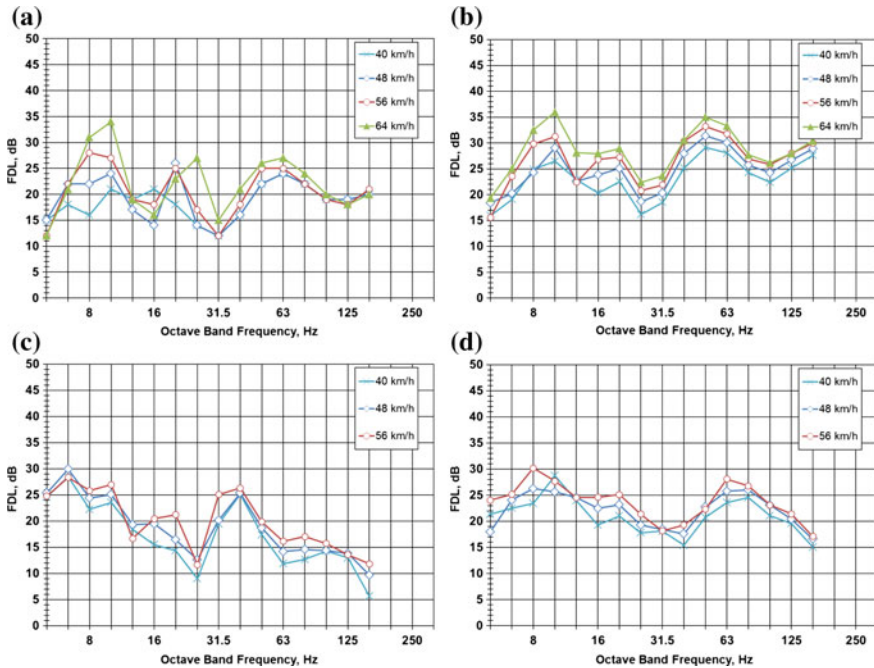 (a)
50
45
40
35
30
25
20
15
10
5
0
FDL, dB
8 16 31.5 63 125 250
Octave Band Frequency, Hz
40 km/h
48 km/h
56 km/h
64 km/h
(b)
50
45
40
35
30
25
20
15
10
5
0
FDL, dB
8 16 31.5 63 125 250
Octave Band Frequency, Hz
40 km/h
48 km/h
56 km/h
64 km/h
(c)
50
45
40
35
30
25
20
15
10
5
0
FDL, dB
8 16 31.5 63 125 250
Octave Band Frequency, Hz
40 km/h
48 km/h
56 km/h
(d)
50
45
40
35
30
25
20
15
10
5
0
FDL, dB
8 16 31.5 63 125 250
Octave Band Frequency, Hz
40 km/h
48 km/h
56 km/h